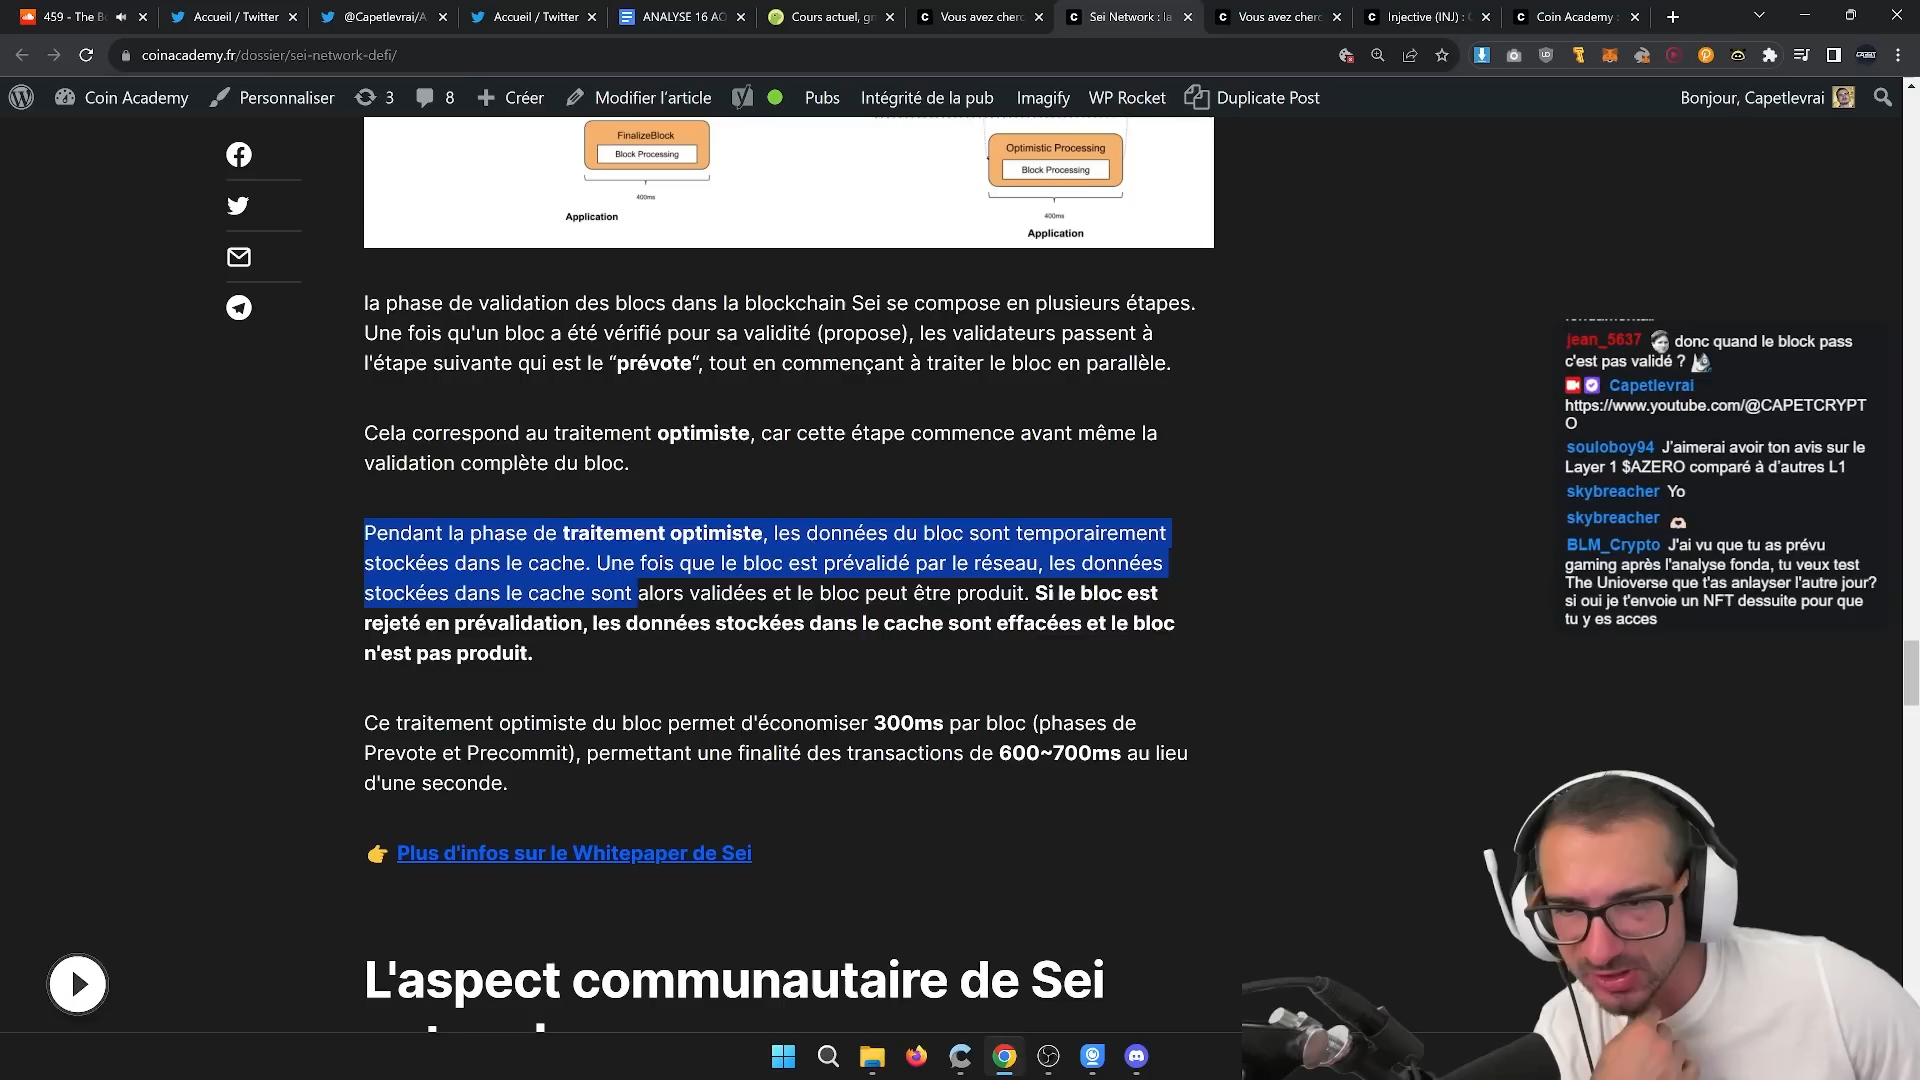 459 - The B
Accueil / Twitter
@Capetlevrai/A
Accueil / Twitter
ANALYSE 16 AO
Cours actuel, gr
Vous avez cherc
Sei Network : la
Vous avez cherc
Injective (INJ) :
Coin Academy :
coinacademy.fr/dossier/sei-network-defi/
Coin Academy
Personnaliser
3
8
Créer
Modifier l'article
Pubs
Intégrité de la pub
Imagify
WP Rocket
Duplicate Post
Bonjour, Capetlevrai
FinalizeBlock
Block Processing
400ms
Application
Optimistic Processing
Block Processing
400ms
Application
la phase de validation des blocs dans la blockchain Sei se compose en plusieurs étapes.
Une fois qu'un bloc a été vérifié pour sa validité (propose), les validateurs passent à
l'étape suivante qui est le “prévote“, tout en commençant à traiter le bloc en parallèle.
Cela correspond au traitement optimiste, car cette étape commence avant même la
validation complète du bloc.
Pendant la phase de traitement optimiste, les données du bloc sont temporairement
stockées dans le cache. Une fois que le bloc est prévalidé par le réseau, les données
stockées dans le cache sont alors validées et le bloc peut être produit. Si le bloc est
rejeté en prévalidation, les données stockées dans le cache sont effacées et le bloc
n'est pas produit.
Ce traitement optimiste du bloc permet d'économiser 300ms par bloc (phases de
Prevote et Precommit), permettant une finalité des transactions de 600~700ms au lieu
d'une seconde.
👉 Plus d'infos sur le Whitepaper de Sei
L'aspect communautaire de Sei
jean_5637 donc quand le block pass
c'est pas validé ?
Capetlevrai
https://www.youtube.com/@CAPETCRYPT
O
souloboy94 J'aimerai avoir ton avis sur le
Layer 1 $AZERO comparé à d'autres L1
skybreacher Yo
skybreacher
BLM_Crypto J'ai vu que tu as prévu
gaming après l'analyse fonda, tu veux test
The Unioverse que t'as anlayser l'autre jour?
si oui je t'envoie un NFT dessuite pour que
tu y es acces